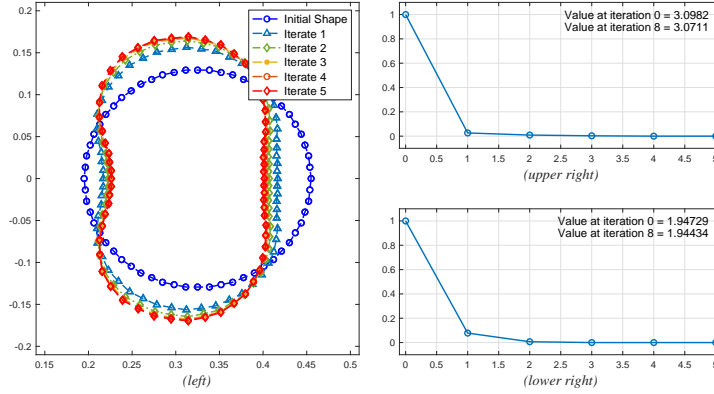 0.2
0.15
0.1
0.05
0
-0.05
-0.1
-0.15
-0.2
0.15 0.2 0.25 0.3 0.35 0.4 0.45 0.5
(left)
Initial Shape
Iterate 1
Iterate 2
Iterate 3
Iterate 4
Iterate 5
Value at iteration 0 = 3.0982
Value at iteration 8 = 3.0711
1
0.8
0.6
0.4
0.2
0
0 0.5 1 1.5 2 2.5 3 3.5 4 4.5 5
(upper right)
Value at iteration 0 = 1.94729
Value at iteration 8 = 1.94434
1
0.8
0.6
0.4
0.2
0
0 0.5 1 1.5 2 2.5 3 3.5 4 4.5 5
(lower right)